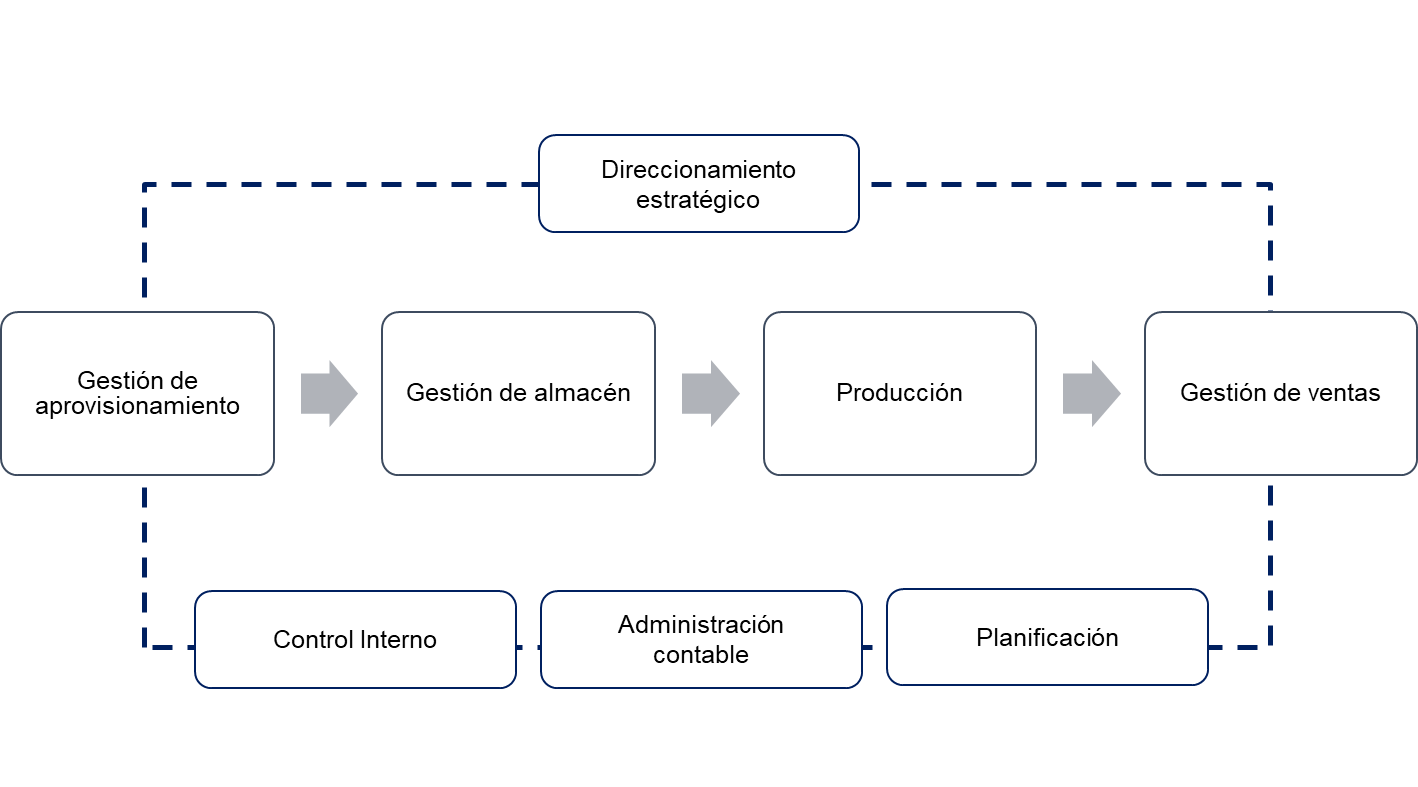 Direccionamiento
estratégico
Gestión de
aprovisionamiento
Gestión de almacén
Producción
Gestión de ventas
Control Interno
Administración
contable
Planificación